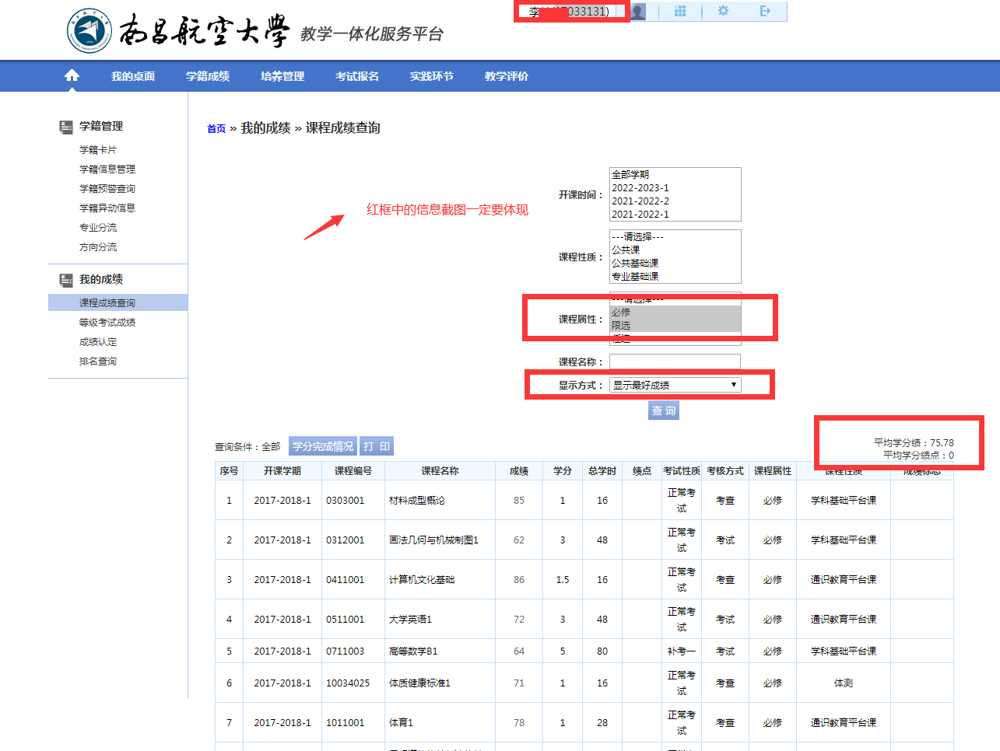 李 7033131)
南昌航空大學 教学一体化服务平台
我的桌面 学籍成绩 培养管理 考试报名 实践环节 教学评价
学籍管理
学籍卡片
学籍信息管理
学籍预警查询
学籍异动信息
专业分流
方向分流
我的成绩
课程成绩查询
等级考试成绩
成绩认定
排名查询
首页 » 我的成绩 » 课程成绩查询
红框中的信息截图一定要体现
开课时间：
全部学期
2022-2023-1
2021-2022-2
2021-2022-1
课程性质：
---请选择---
公共课
公共基础课
专业基础课
课程属性：
---请选择---
必修
限选
任选
课程名称：
显示方式： 显示最好成绩
查 询
查询条件：全部 学分完成情况 打 印
平均学分绩：75.78
平均学分绩点：0
序号 开课学期 课程编号 课程名称 成绩 学分 总学时 绩点 考试性质 考核方式 课程属性 课程性质 成绩标志
1 2017-2018-1 0303001 材料成型概论 85 1 16 正常考试 考查 必修 学科基础平台课
2 2017-2018-1 0312001 画法几何与机械制图1 62 3 48 正常考试 考试 必修 学科基础平台课
3 2017-2018-1 0411001 计算机文化基础 86 1.5 16 正常考试 考查 必修 通识教育平台课
4 2017-2018-1 0511001 大学英语1 72 3 48 正常考试 考试 必修 通识教育平台课
5 2017-2018-1 0711003 高等数学B1 64 5 80 补考一 考试 必修 学科基础平台课
6 2017-2018-1 10034025 体质健康标准1 71 1 16 正常考试 考查 必修 体测
7 2017-2018-1 1011001 体育1 78 1 28 正常考试 考查 必修 通识教育平台课